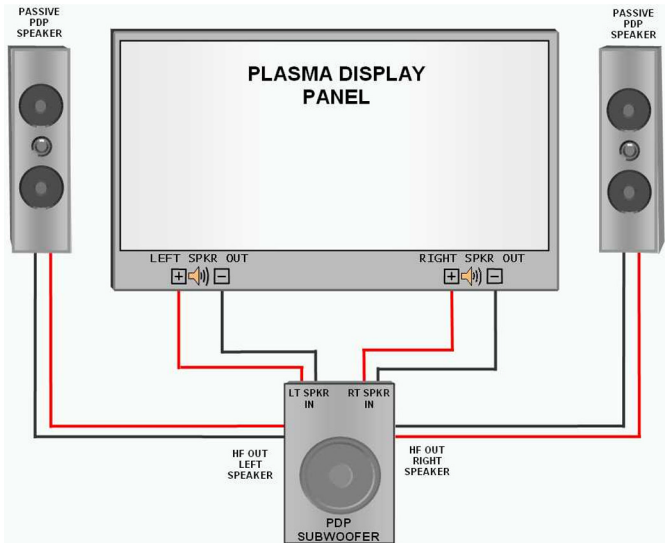 PASSIVE
PDP
SPEAKER
PASSIVE
PDP
SPEAKER
PLASMA DISPLAY
PANEL
LEFT SPKR OUT
+ −
RIGHT SPKR OUT
+ −
LT SPKR
IN
RT SPKR
IN
HF OUT
LEFT
SPEAKER
HF OUT
RIGHT
SPEAKER
PDP
SUBWOOFER